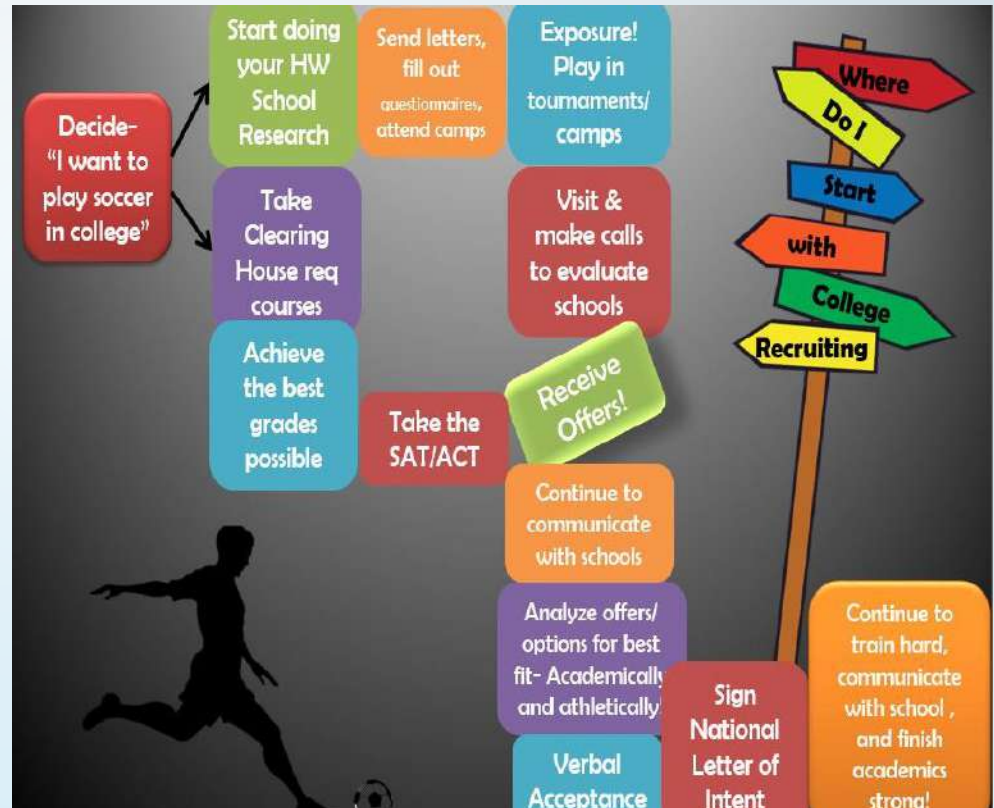 Decide-
“I want to
play soccer
in college”
Start doing
your HW
School
Research
Send letters,
fill out
questionnaires,
attend camps
Exposure!
Play in
tournaments/
camps
Take
Clearing
House req
courses
Visit &
make calls
to evaluate
schools
Achieve
the best
grades
possible
Take the
SAT/ACT
Receive
Offers!
Continue to
communicate
with schools
Analyze offers/
options for best
fit- Academically
and athletically!
Verbal
Acceptance
Sign
National
Letter of
Intent
Continue to
train hard,
communicate
with school ,
and finish
academics
strong!
Where
Do I
Start
with
College
Recruiting